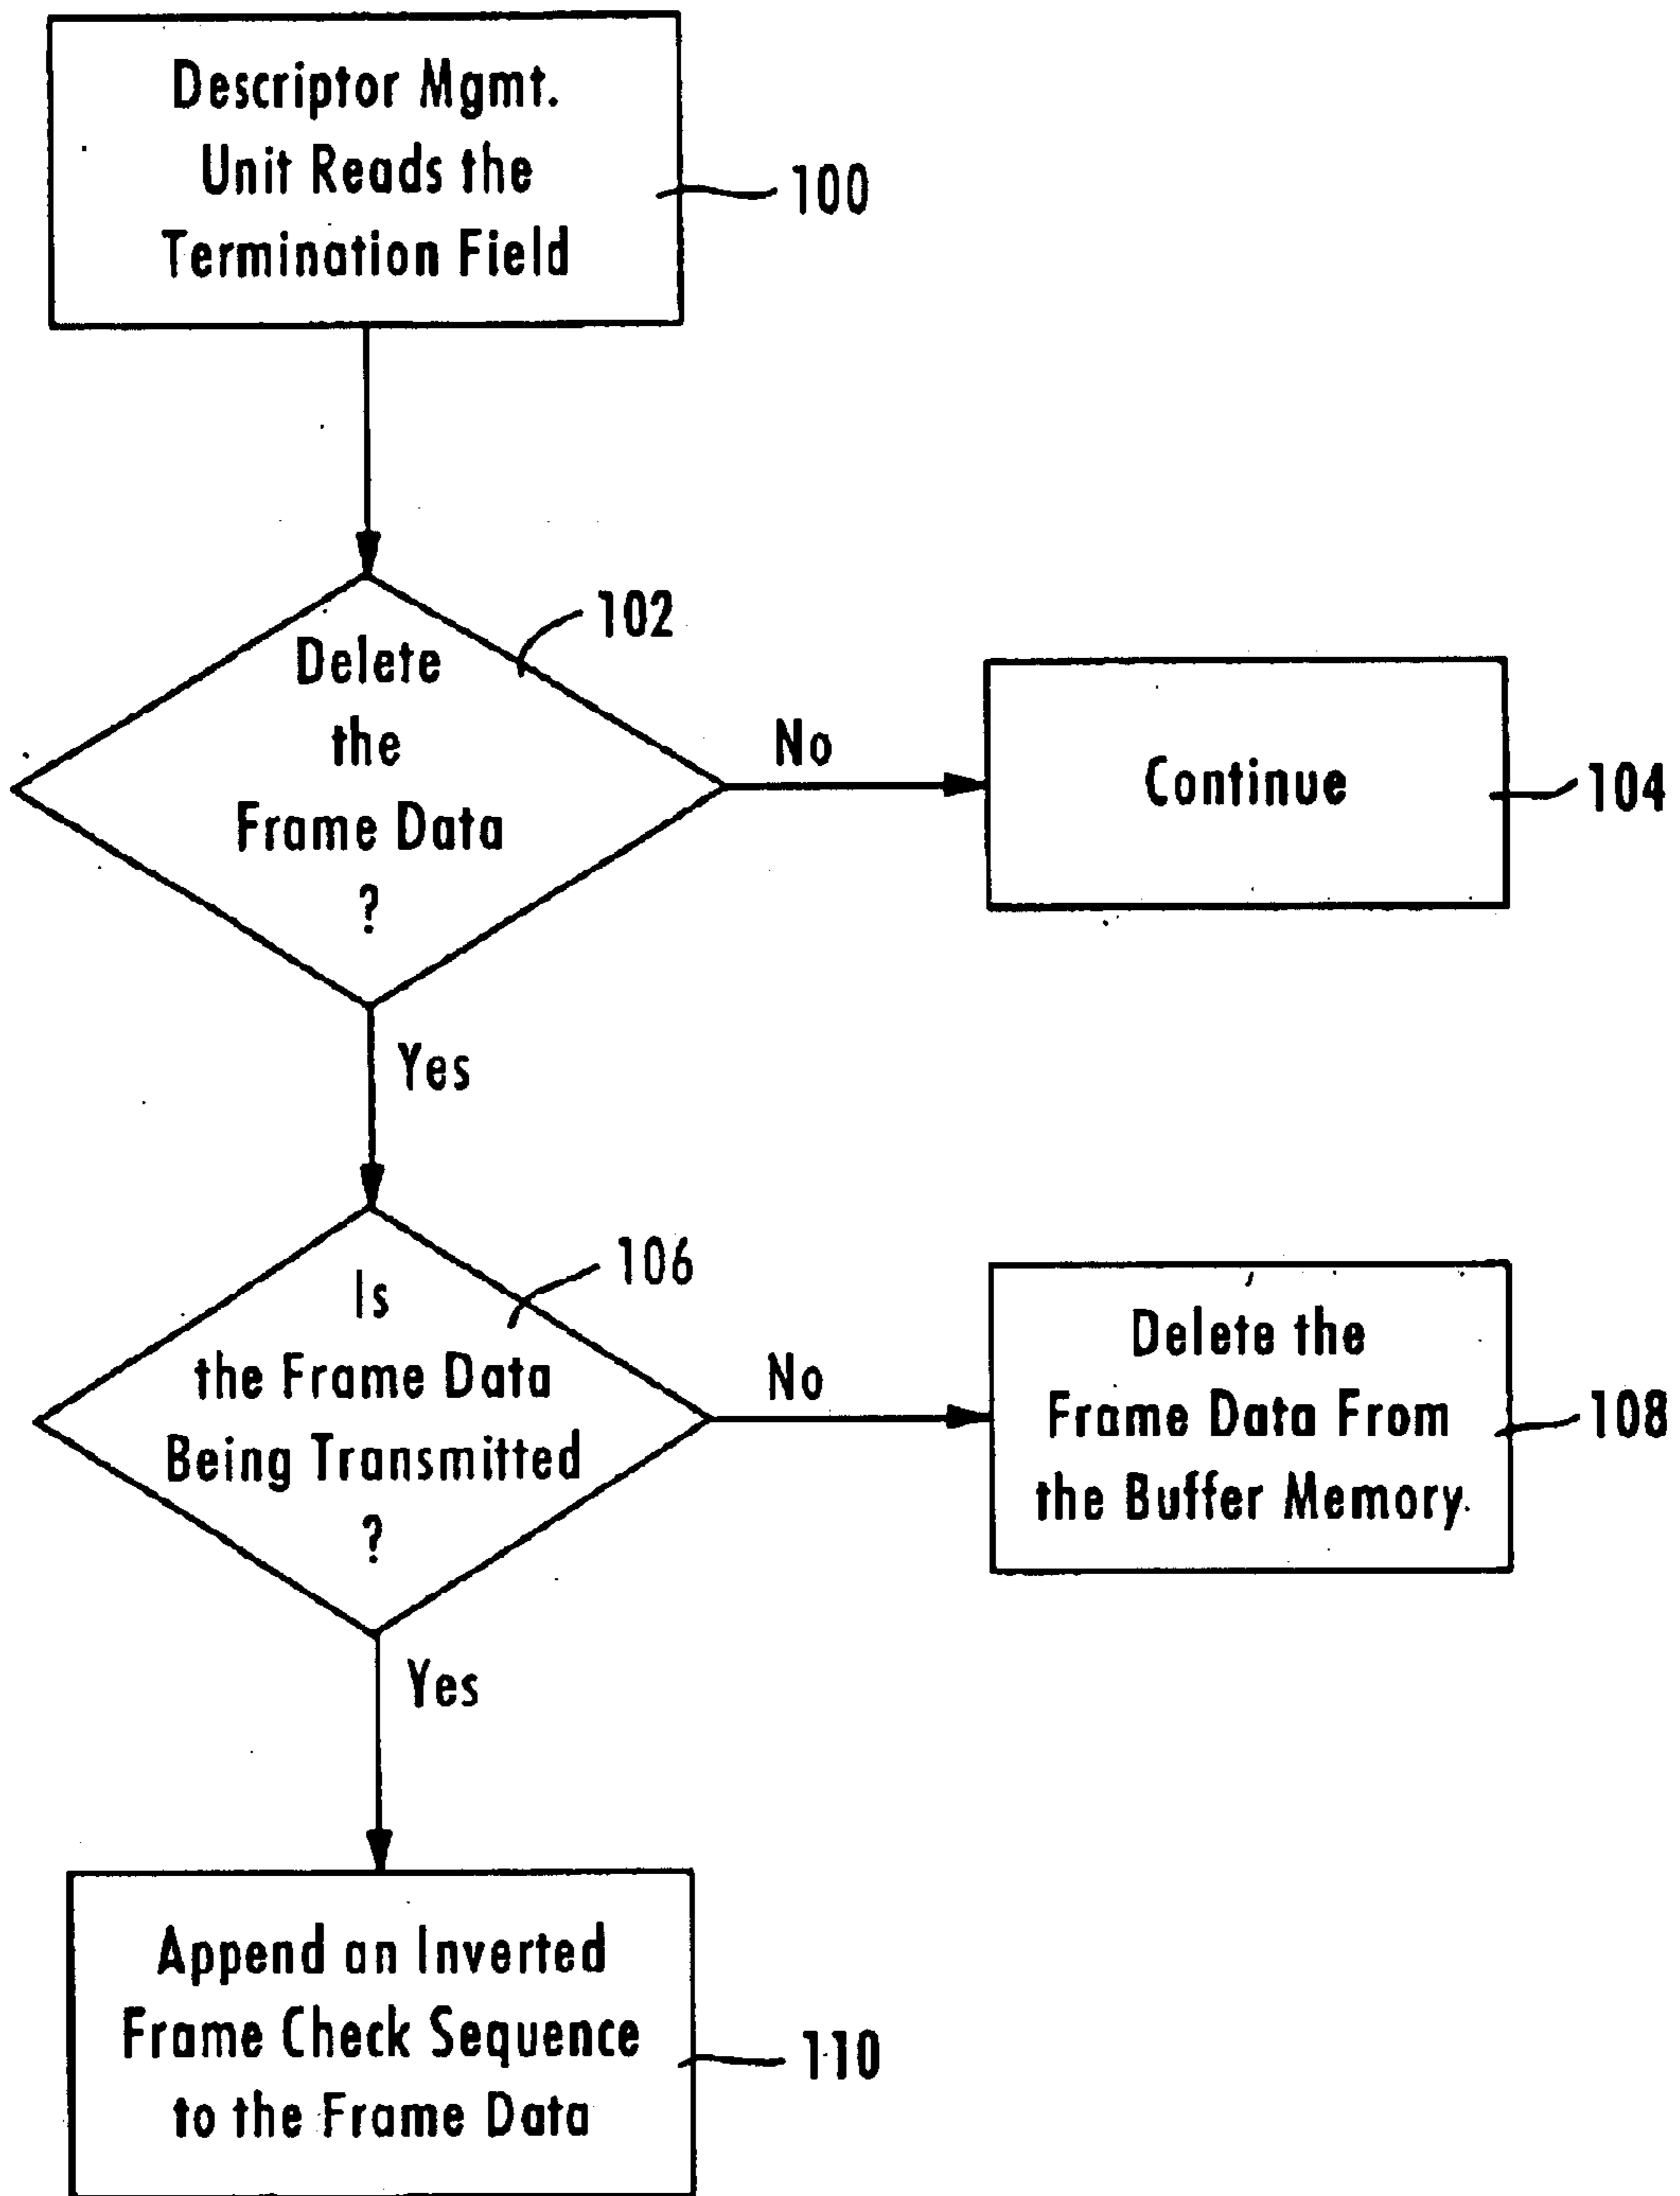 Descriptor Mgmt.
Unit Reads the
Termination Field
100
102
Delete
the
Frame Data
?
No
Continue
104
Yes
106
Is
the Frame Data
Being Transmitted
?
No
Delete the
Frame Data From
the Buffer Memory.
108
Yes
Append an Inverted
Frame Check Sequence
to the Frame Data
110